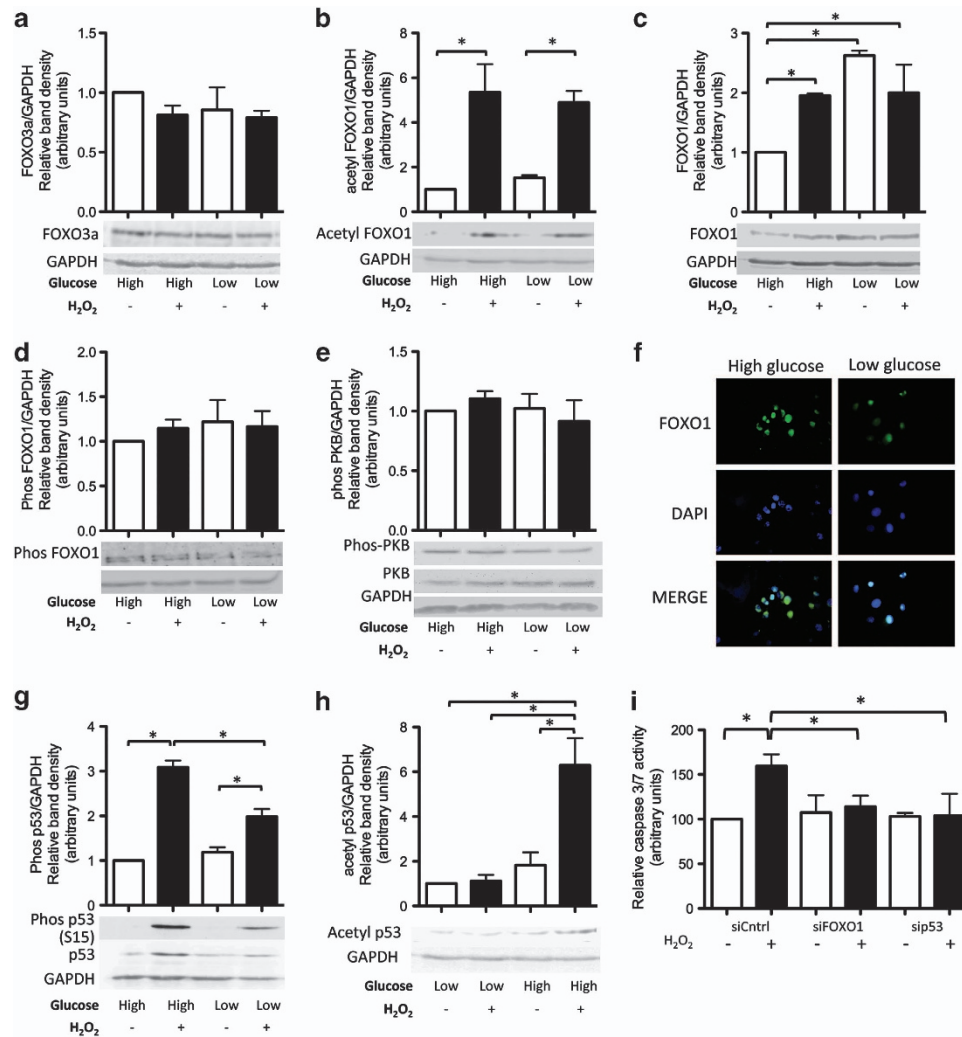 a
FOXO3a/GAPDH
Relative band density
(arbitrary units)
1.5
1.0
0.5
0.0
FOXO3a
GAPDH
Glucose High High Low Low
H₂O₂ - + - +
b
acetyl FOXO1/GAPDH
Relative band density
(arbitrary units)
8
6
4
2
0
* *
Acetyl FOXO1
GAPDH
Glucose High High Low Low
H₂O₂ - + - +
c
FOXO1/GAPDH
Relative band density
(arbitrary units)
3
2
1
0
*
*
*
FOXO1
GAPDH
Glucose High High Low Low
H₂O₂ - + - +
d
Phos FOXO1/GAPDH
Relative band density
(arbitrary units)
2.0
1.5
1.0
0.5
0.0
Phos FOXO1
Glucose High High Low Low
H₂O₂ - + - +
e
phos PKB/GAPDH
Relative band density
(arbitrary units)
1.5
1.0
0.5
0.0
Phos-PKB
PKB
GAPDH
Glucose High High Low Low
H₂O₂ - + - +
f
High glucose Low glucose
FOXO1
DAPI
MERGE
g
Phos p53/GAPDH
Relative band density
(arbitrary units)
4
3
2
1
0
* *
*
Phos p53
(S15)
p53
GAPDH
Glucose High High Low Low
H₂O₂ - + - +
h
acetyl p53/GAPDH
Relative band density
(arbitrary units)
8
6
4
2
0
*
*
*
Acetyl p53
GAPDH
Glucose Low Low High High
H₂O₂ - + - +
i
Relative caspase 3/7 activity
(arbitrary units)
200
150
100
50
0
* * *
siCntrl siFOXO1 sip53
H₂O₂ - + - + - +